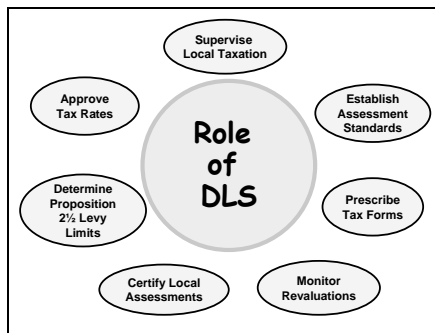 Supervise
Local Taxation
Approve
Tax Rates
Establish
Assessment
Standards
Role
of
DLS
Determine
Proposition
2½ Levy
Limits
Prescribe
Tax Forms
Certify Local
Assessments
Monitor
Revaluations